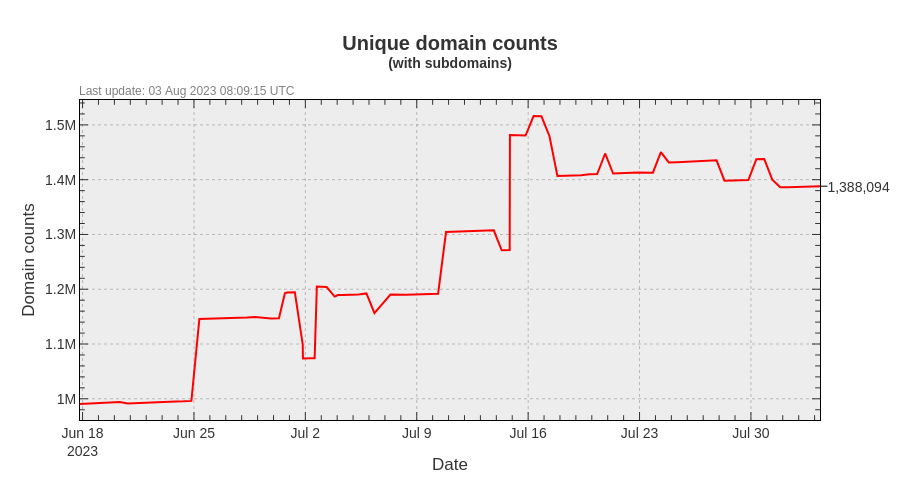 Unique domain counts
(with subdomains)
Last update: 03 Aug 2023 08:09:15 UTC
1.5M
1.4M
1.3M
1.2M
1.1M
1M
Domain counts
1,388,094
Jun 18
2023
Jun 25
Jul 2
Jul 9
Jul 16
Jul 23
Jul 30
Date